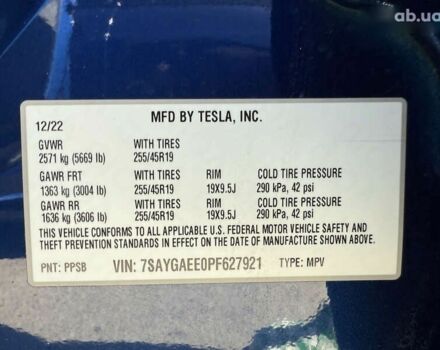 ab.ua
MFD BY TESLA, INC.
12/22
GVWR WITH TIRES
2571 kg (5669 lb) 255/45R19
GAWR FRT WITH TIRES RIM COLD TIRE PRESSURE
1363 kg (3004 lb) 255/45R19 19X9.5J 290 kPa, 42 psi
GAWR RR WITH TIRES RIM COLD TIRE PRESSURE
1636 kg (3606 lb) 255/45R19 19X9.5J 290 kPa, 42 psi
THIS VEHICLE CONFORMS TO ALL FEDERAL MOTOR VEHICLE SAFETY AND
THEFT PREVENTION STANDARDS IN EFFECT ON THE DATE OF MANUFACTURE SHOWN ABOVE.
PNT: PPSB VIN: 7SAYGAEE0PF627921 TYPE: MPV